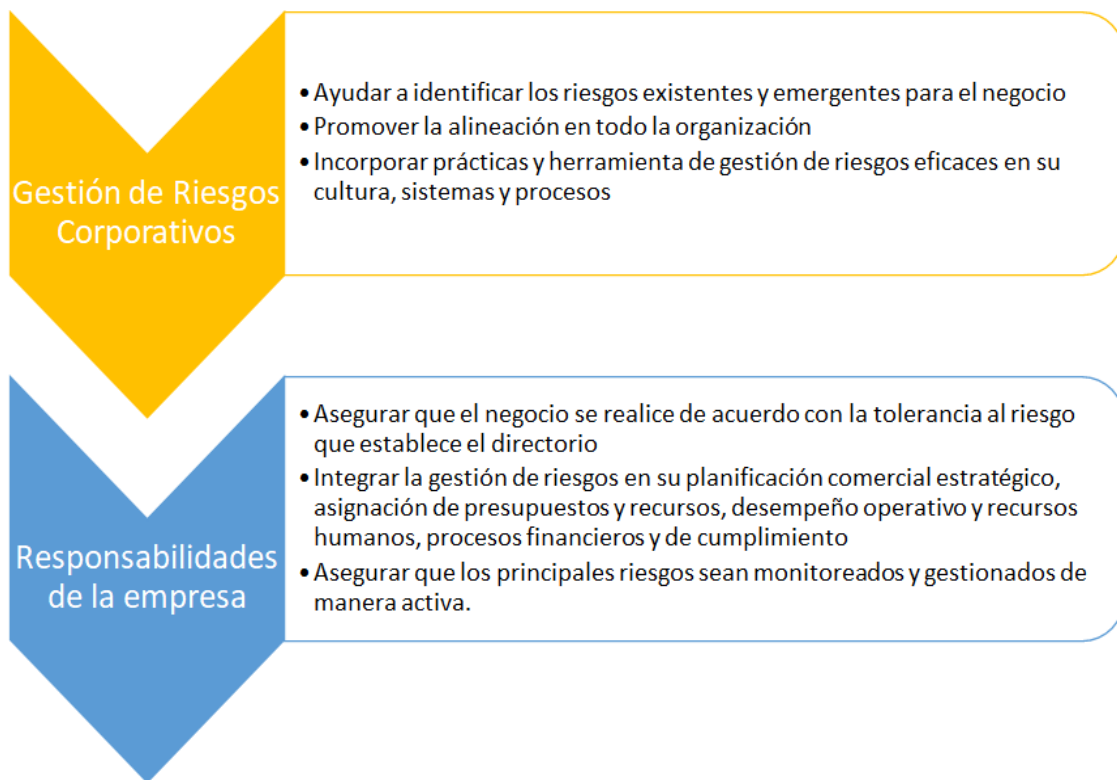 Gestión de Riesgos
Corporativos
• Ayudar a identificar los riesgos existentes y emergentes para el negocio
• Promover la alineación en todo la organización
• Incorporar prácticas y herramienta de gestión de riesgos eficaces en su
cultura, sistemas y procesos
Responsabilidades
de la empresa
• Asegurar que el negocio se realice de acuerdo con la tolerancia al riesgo
que establece el directorio
• Integrar la gestión de riesgos en su planificación comercial estratégico,
asignación de presupuestos y recursos, desempeño operativo y recursos
humanos, procesos financieros y de cumplimiento
• Asegurar que los principales riesgos sean monitoreados y gestionados de
manera activa.